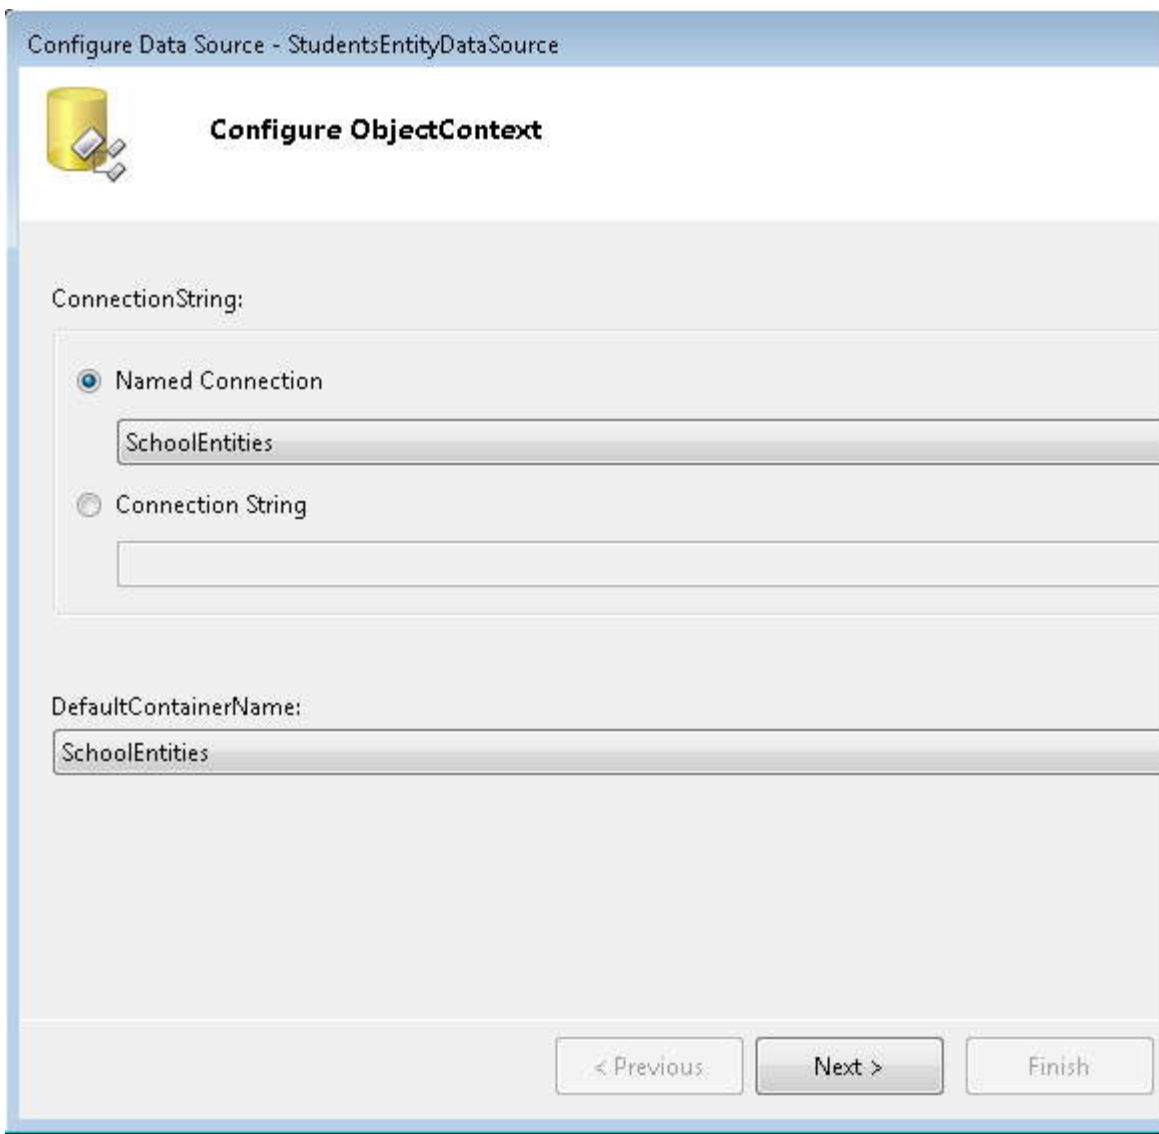 Configure Data Source - StudentsEntityDataSource
Configure ObjectContext
ConnectionString:
Named Connection
SchoolEntities
Connection String
DefaultContainerName:
SchoolEntities
< Previous Next > Finish